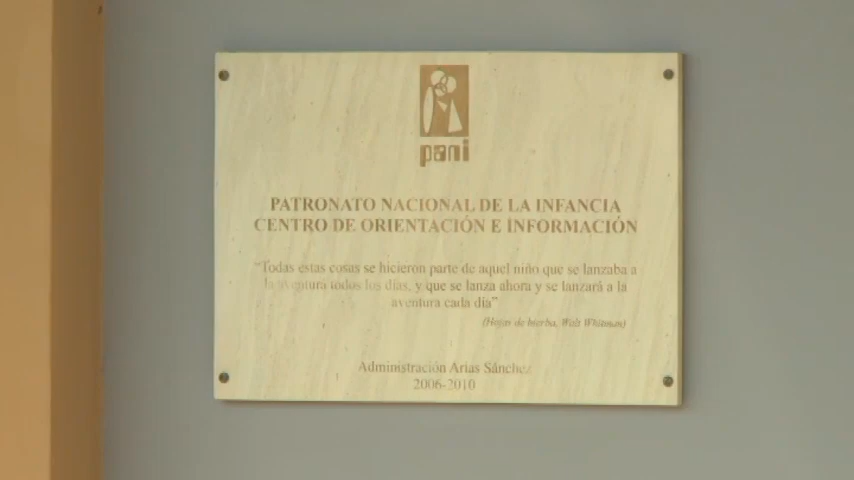 pani
PATRONATO NACIONAL DE LA INFANCIA
CENTRO DE ORIENTACIÓN E INFORMACIÓN
“Todas estas cosas se hicieron parte de aquel niño que se lanzaba a
la aventura todos los días, y que se lanza ahora y se lanzará a la
aventura cada día”
(Hojas de hierba, Walt Whitman)
Administración Arias Sánchez
2006-2010